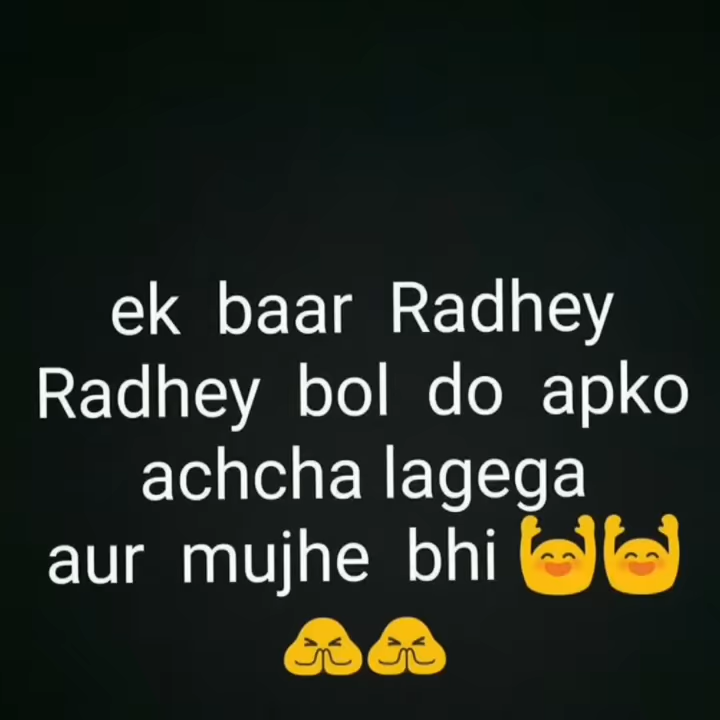 ek baar Radhey
Radhey bol do apko
achcha lagega
aur mujhe bhi 🙌🙌
🙏🙏